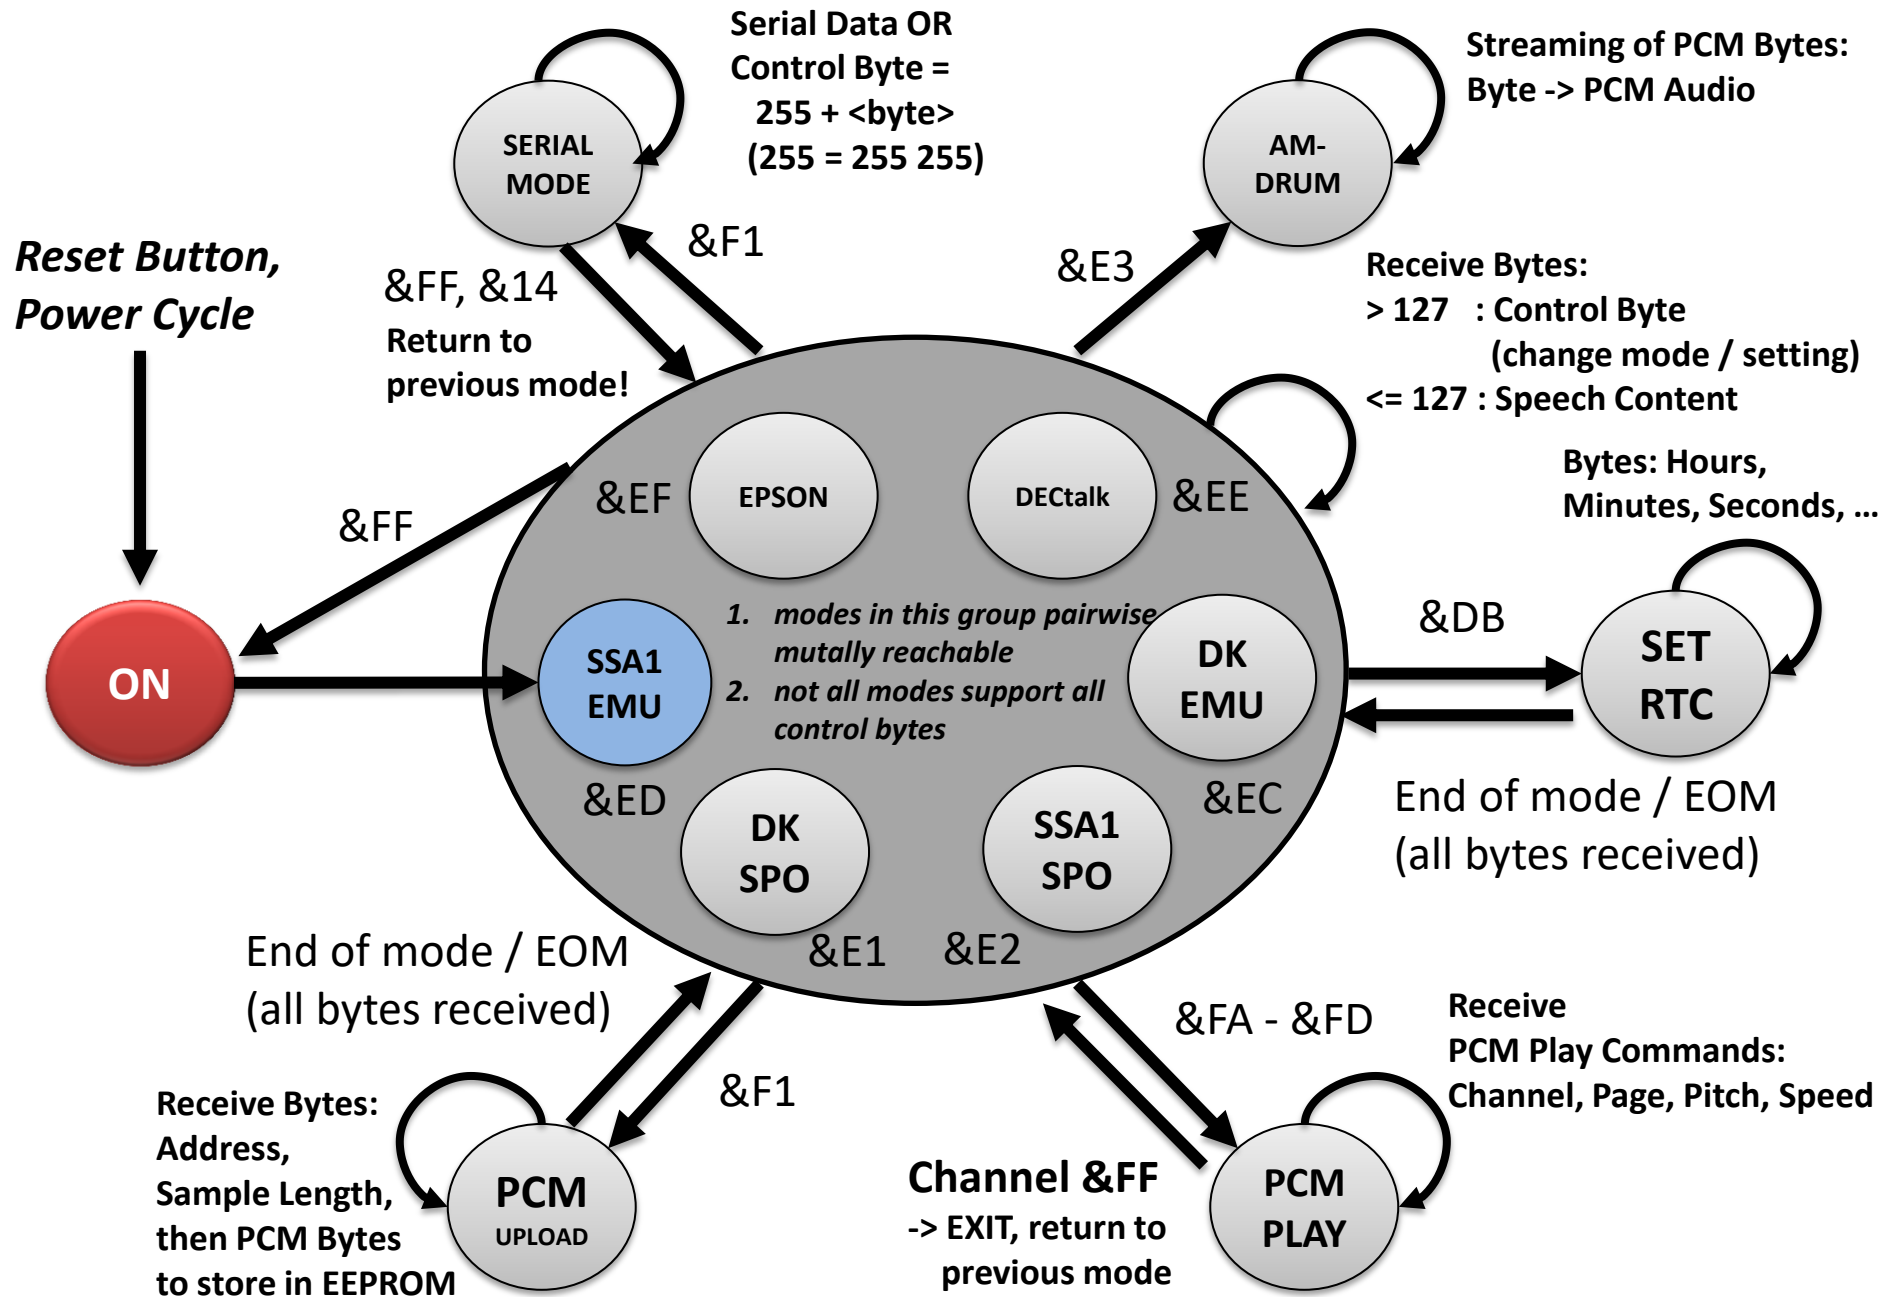 Serial Data OR
Control Byte =
255 + <byte>
(255 = 255 255)
Streaming of PCM Bytes:
Byte -> PCM Audio
SERIAL
MODE
AM-
DRUM
Reset Button,
Power Cycle
&F1
&E3
&FF, &14
Return to
previous mode!
Receive Bytes:
> 127 : Control Byte
(change mode / setting)
<= 127 : Speech Content
Bytes: Hours,
Minutes, Seconds, ...
&FF
&EF
EPSON
DECtalk
&EE
ON
SSA1
EMU
&ED
1. modes in this group pairwise
mutally reachable
2. not all modes support all
control bytes
DK
EMU
&EC
&DB
SET
RTC
End of mode / EOM
(all bytes received)
DK
SPO
&E1
SSA1
SPO
&E2
End of mode / EOM
(all bytes received)
&F1
&FA - &FD
Receive
PCM Play Commands:
Channel, Page, Pitch, Speed
Receive Bytes:
Address,
Sample Length,
then PCM Bytes
to store in EEPROM
PCM
UPLOAD
Channel &FF
-> EXIT, return to
previous mode
PCM
PLAY